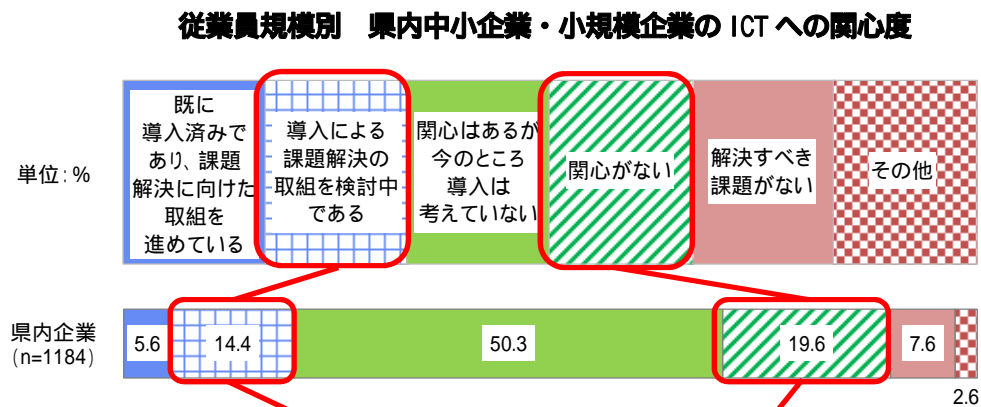 従業員規模別　県内中小企業・小規模企業の ICT への関心度
単位：%
既に
導入済みで
あり、課題
解決に向けた
取組を
進めている
導入による
課題解決の
取組を検討中
である
関心はあるが
今のところ
導入は
考えていない
関心がない
解決すべき
課題がない
その他
県内企業
(n=1184)
5.6
14.4
50.3
19.6
7.6
2.6